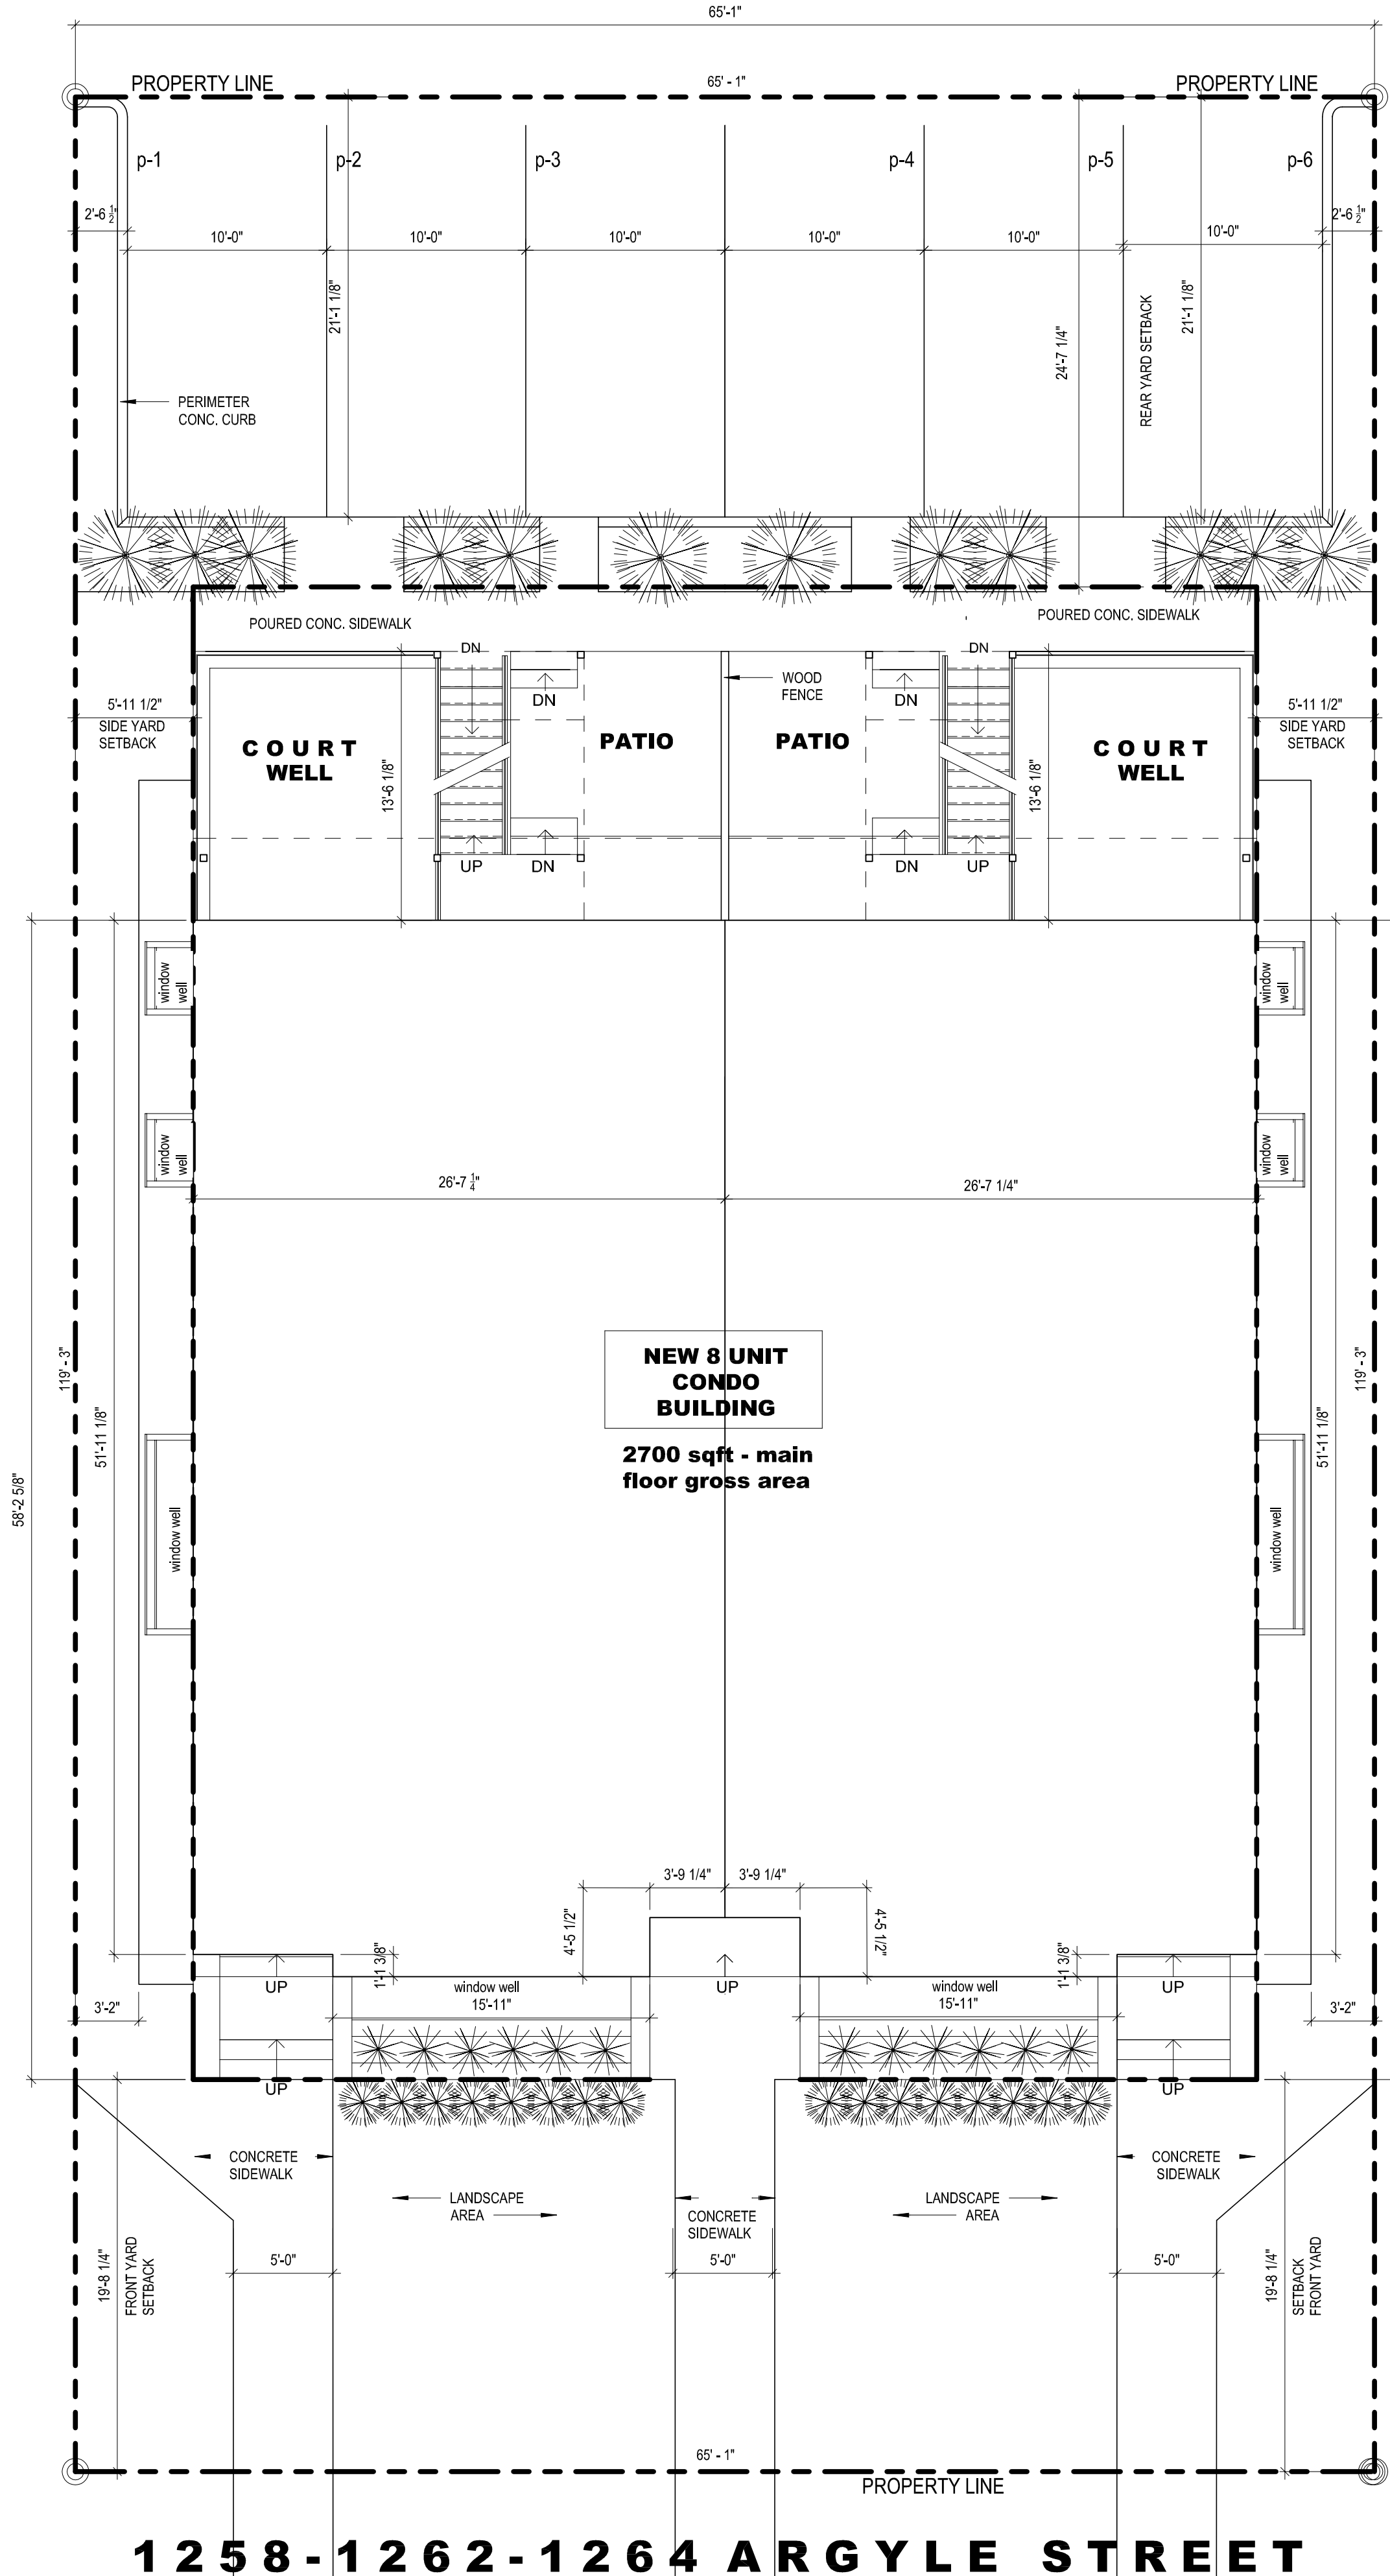 65'-1"
PROPERTY LINE 65' - 1" PROPERTY LINE
p-1 p-2 p-3 p-4 p-5 p-6
2'-6 1/2" 2'-6 1/2"
10'-0" 10'-0" 10'-0" 10'-0" 10'-0" 10'-0"
21'-1 1/8" 24'-7 1/4" REAR YARD SETBACK 21'-1 1/8"
PERIMETER
CONC. CURB
POURED CONC. SIDEWALK POURED CONC. SIDEWALK
DN DN
WOOD
FENCE
DN DN
5'-11 1/2" 5'-11 1/2"
SIDE YARD
SETBACK
SIDE YARD
SETBACK
COURT
WELL
PATIO PATIO
COURT
WELL
13'-6 1/8" 13'-6 1/8"
UP DN DN UP
window
well
window
well
window
well
window
well
26'-7 1/4" 26'-7 1/4"
NEW 8 UNIT
CONDO
BUILDING
2700 sqft - main
floor gross area
119' - 3" 119' - 3"
51'-11 1/8" 51'-11 1/8"
58'-2 5/8"
window well window well
3'-9 1/4" 3'-9 1/4"
4'-5 1/2" 4'-5 1/2"
1'-1 3/8" 1'-1 3/8"
UP window well UP window well UP
15'-11" 15'-11"
3'-2" 3'-2"
UP UP
CONCRETE
SIDEWALK
CONCRETE
SIDEWALK
LANDSCAPE
AREA
LANDSCAPE
AREA
CONCRETE
SIDEWALK
5'-0" 5'-0" 5'-0"
19'-8 1/4" 19'-8 1/4"
FRONT YARD
SETBACK
SETBACK
FRONT YARD
65' - 1"
PROPERTY LINE
1258-1262-1264 ARGYLE STREET